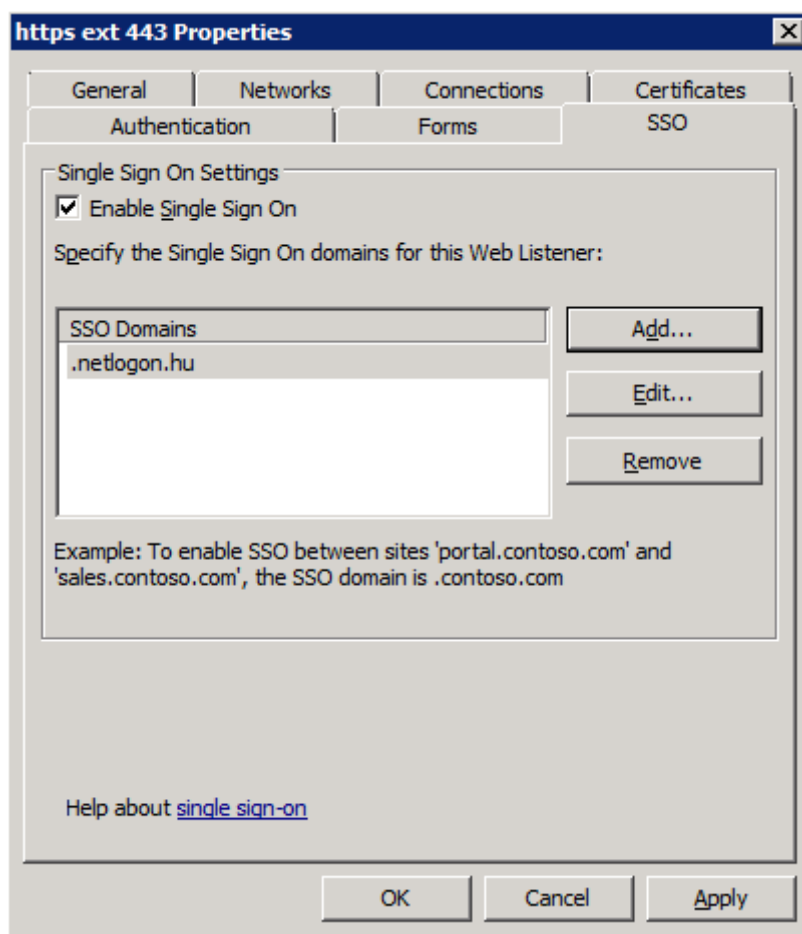 https ext 443 Properties
General Networks Connections Certificates
Authentication Forms SSO
Single Sign On Settings
Enable Single Sign On
Specify the Single Sign On domains for this Web Listener:
SSO Domains
.netlogon.hu
Add...
Edit...
Remove
Example: To enable SSO between sites 'portal.contoso.com' and
'sales.contoso.com', the SSO domain is .contoso.com
Help about single sign-on
OK Cancel Apply